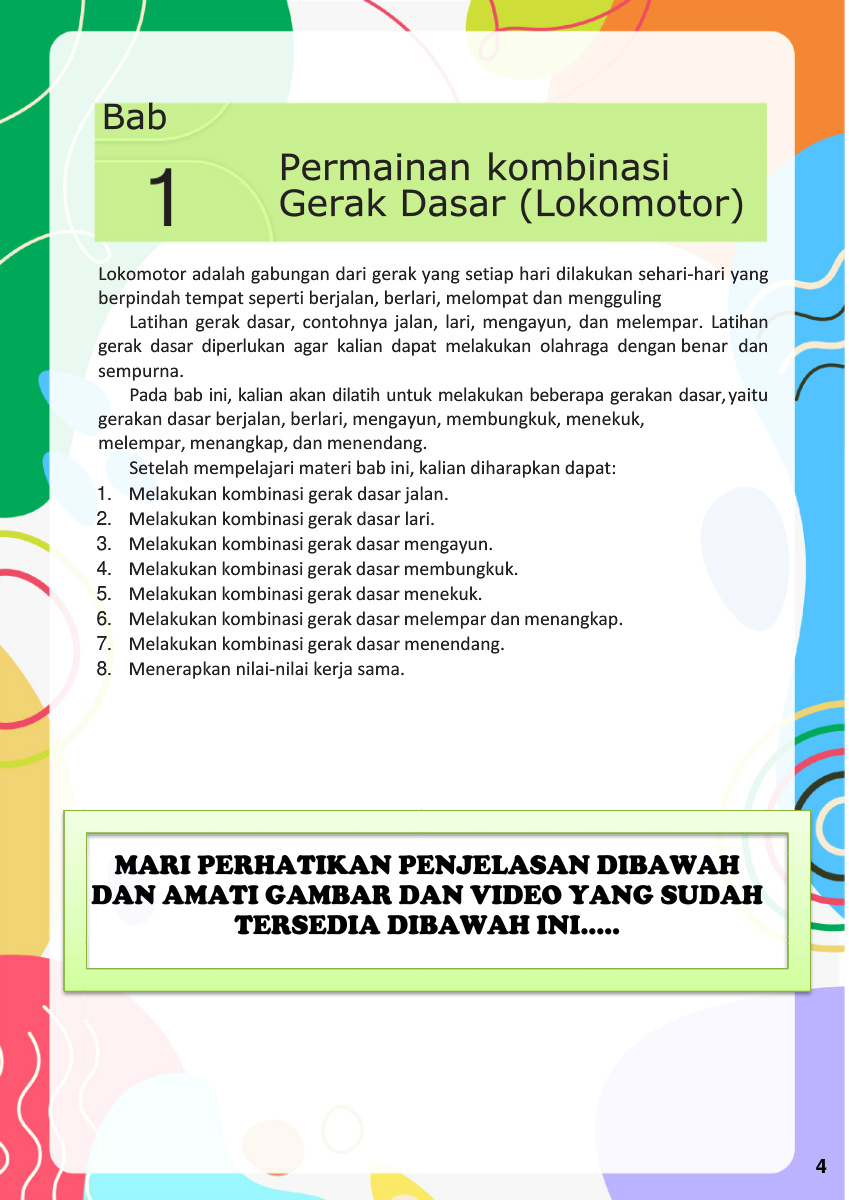 Bab
1
Permainan kombinasi
Gerak Dasar (Lokomotor)
Lokomotor adalah gabungan dari gerak yang setiap hari dilakukan sehari-hari yang
berpindah tempat seperti berjalan, berlari, melompat dan mengguling
Latihan gerak dasar, contohnya jalan, lari, mengayun, dan melempar. Latihan
gerak dasar diperlukan agar kalian dapat melakukan olahraga dengan benar dan
sempurna.
Pada bab ini, kalian akan dilatih untuk melakukan beberapa gerakan dasar, yaitu
gerakan dasar berjalan, berlari, mengayun, membungkuk, menekuk,
melempar, menangkap, dan menendang.
Setelah mempelajari materi bab ini, kalian diharapkan dapat:
1. Melakukan kombinasi gerak dasar jalan.
2. Melakukan kombinasi gerak dasar lari.
3. Melakukan kombinasi gerak dasar mengayun.
4. Melakukan kombinasi gerak dasar membungkuk.
5. Melakukan kombinasi gerak dasar menekuk.
6. Melakukan kombinasi gerak dasar melempar dan menangkap.
7. Melakukan kombinasi gerak dasar menendang.
8. Menerapkan nilai-nilai kerja sama.
MARI PERHATIKAN PENJELASAN DIBAWAH
DAN AMATI GAMBAR DAN VIDEO YANG SUDAH
TERSEDIA DIBAWAH INI.....
4